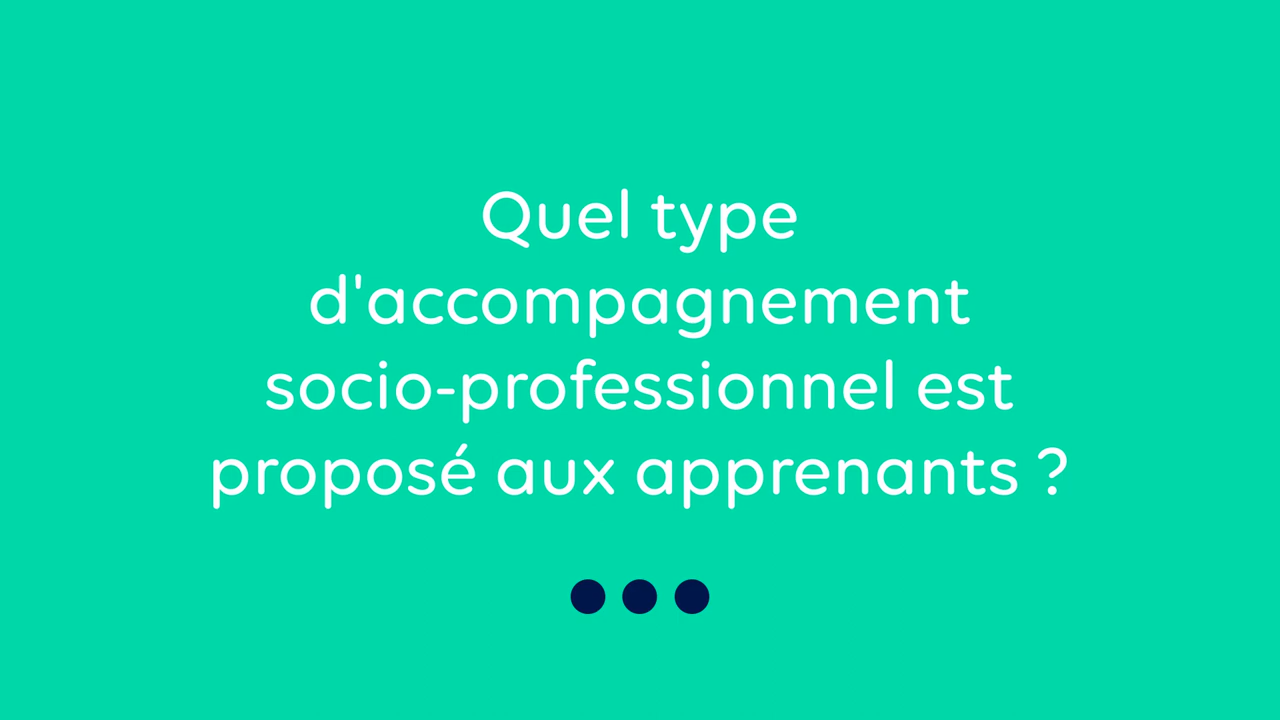 Quel type
d'accompagnement
socio-professionnel est
proposé aux apprenants ?